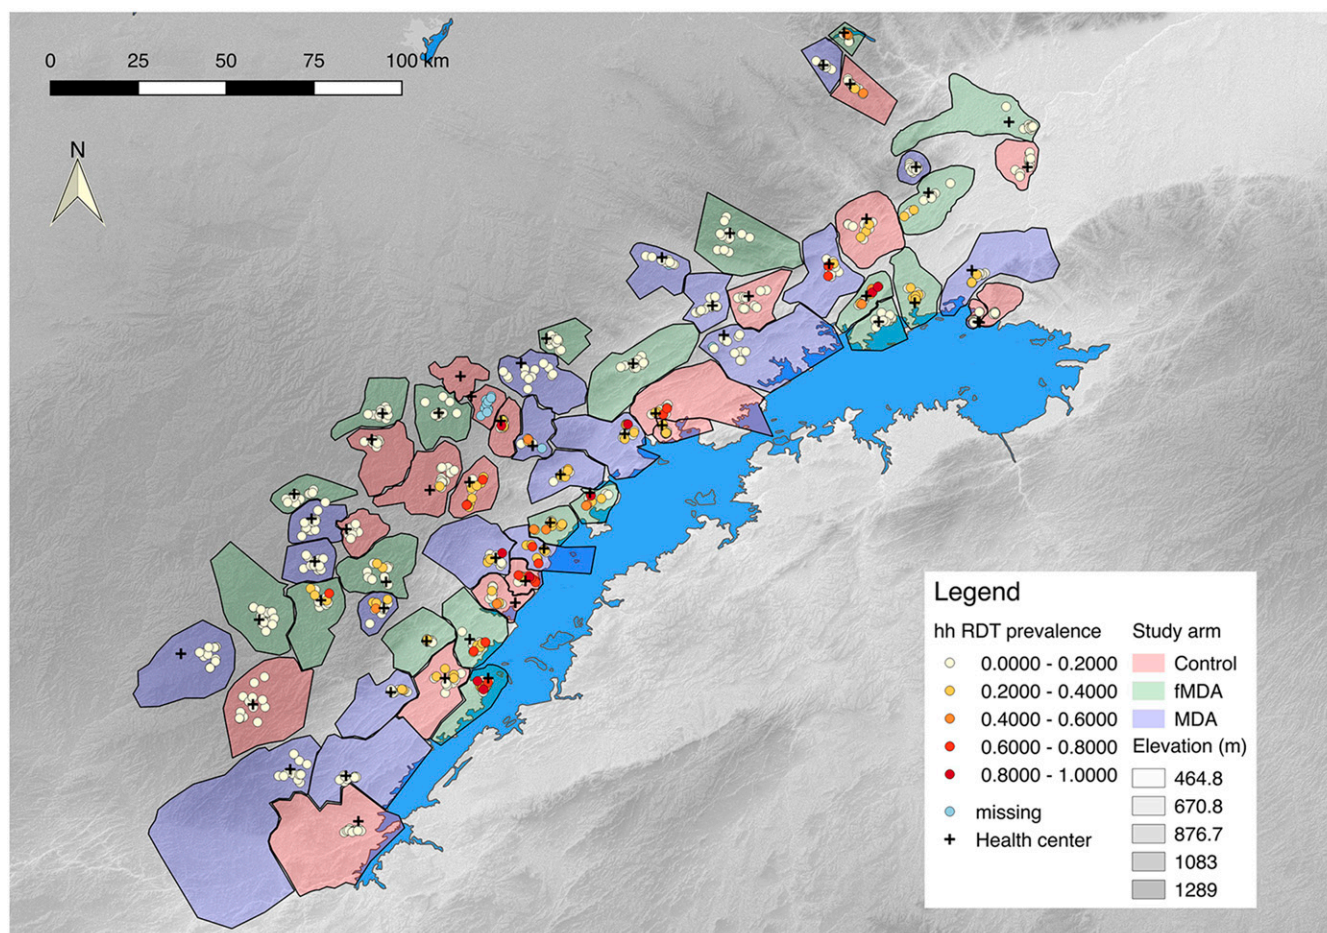 0 25 50 75 100 km
N
Legend
hh RDT prevalence
0.0000 - 0.2000
0.2000 - 0.4000
0.4000 - 0.6000
0.6000 - 0.8000
0.8000 - 1.0000
missing
Health center
Study arm
Control
fMDA
MDA
Elevation (m)
464.8
670.8
876.7
1083
1289